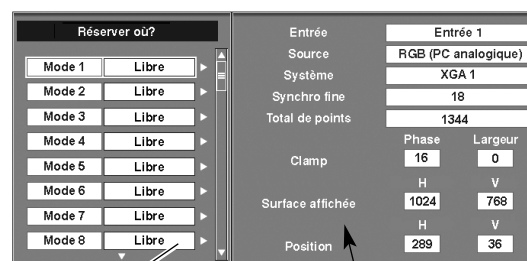 Réserver où?
Mode 1 Libre
Mode 2 Libre
Mode 3 Libre
Mode 4 Libre
Mode 5 Libre
Mode 6 Libre
Mode 7 Libre
Mode 8 Libre
Entrée Entrée 1
Source RGB (PC analogique)
Système XGA 1
Synchro fine 18
Total de points 1344
Phase Largeur
Clamp 16 0
H V
Surface affichée 1024 768
H V
Position 289 36